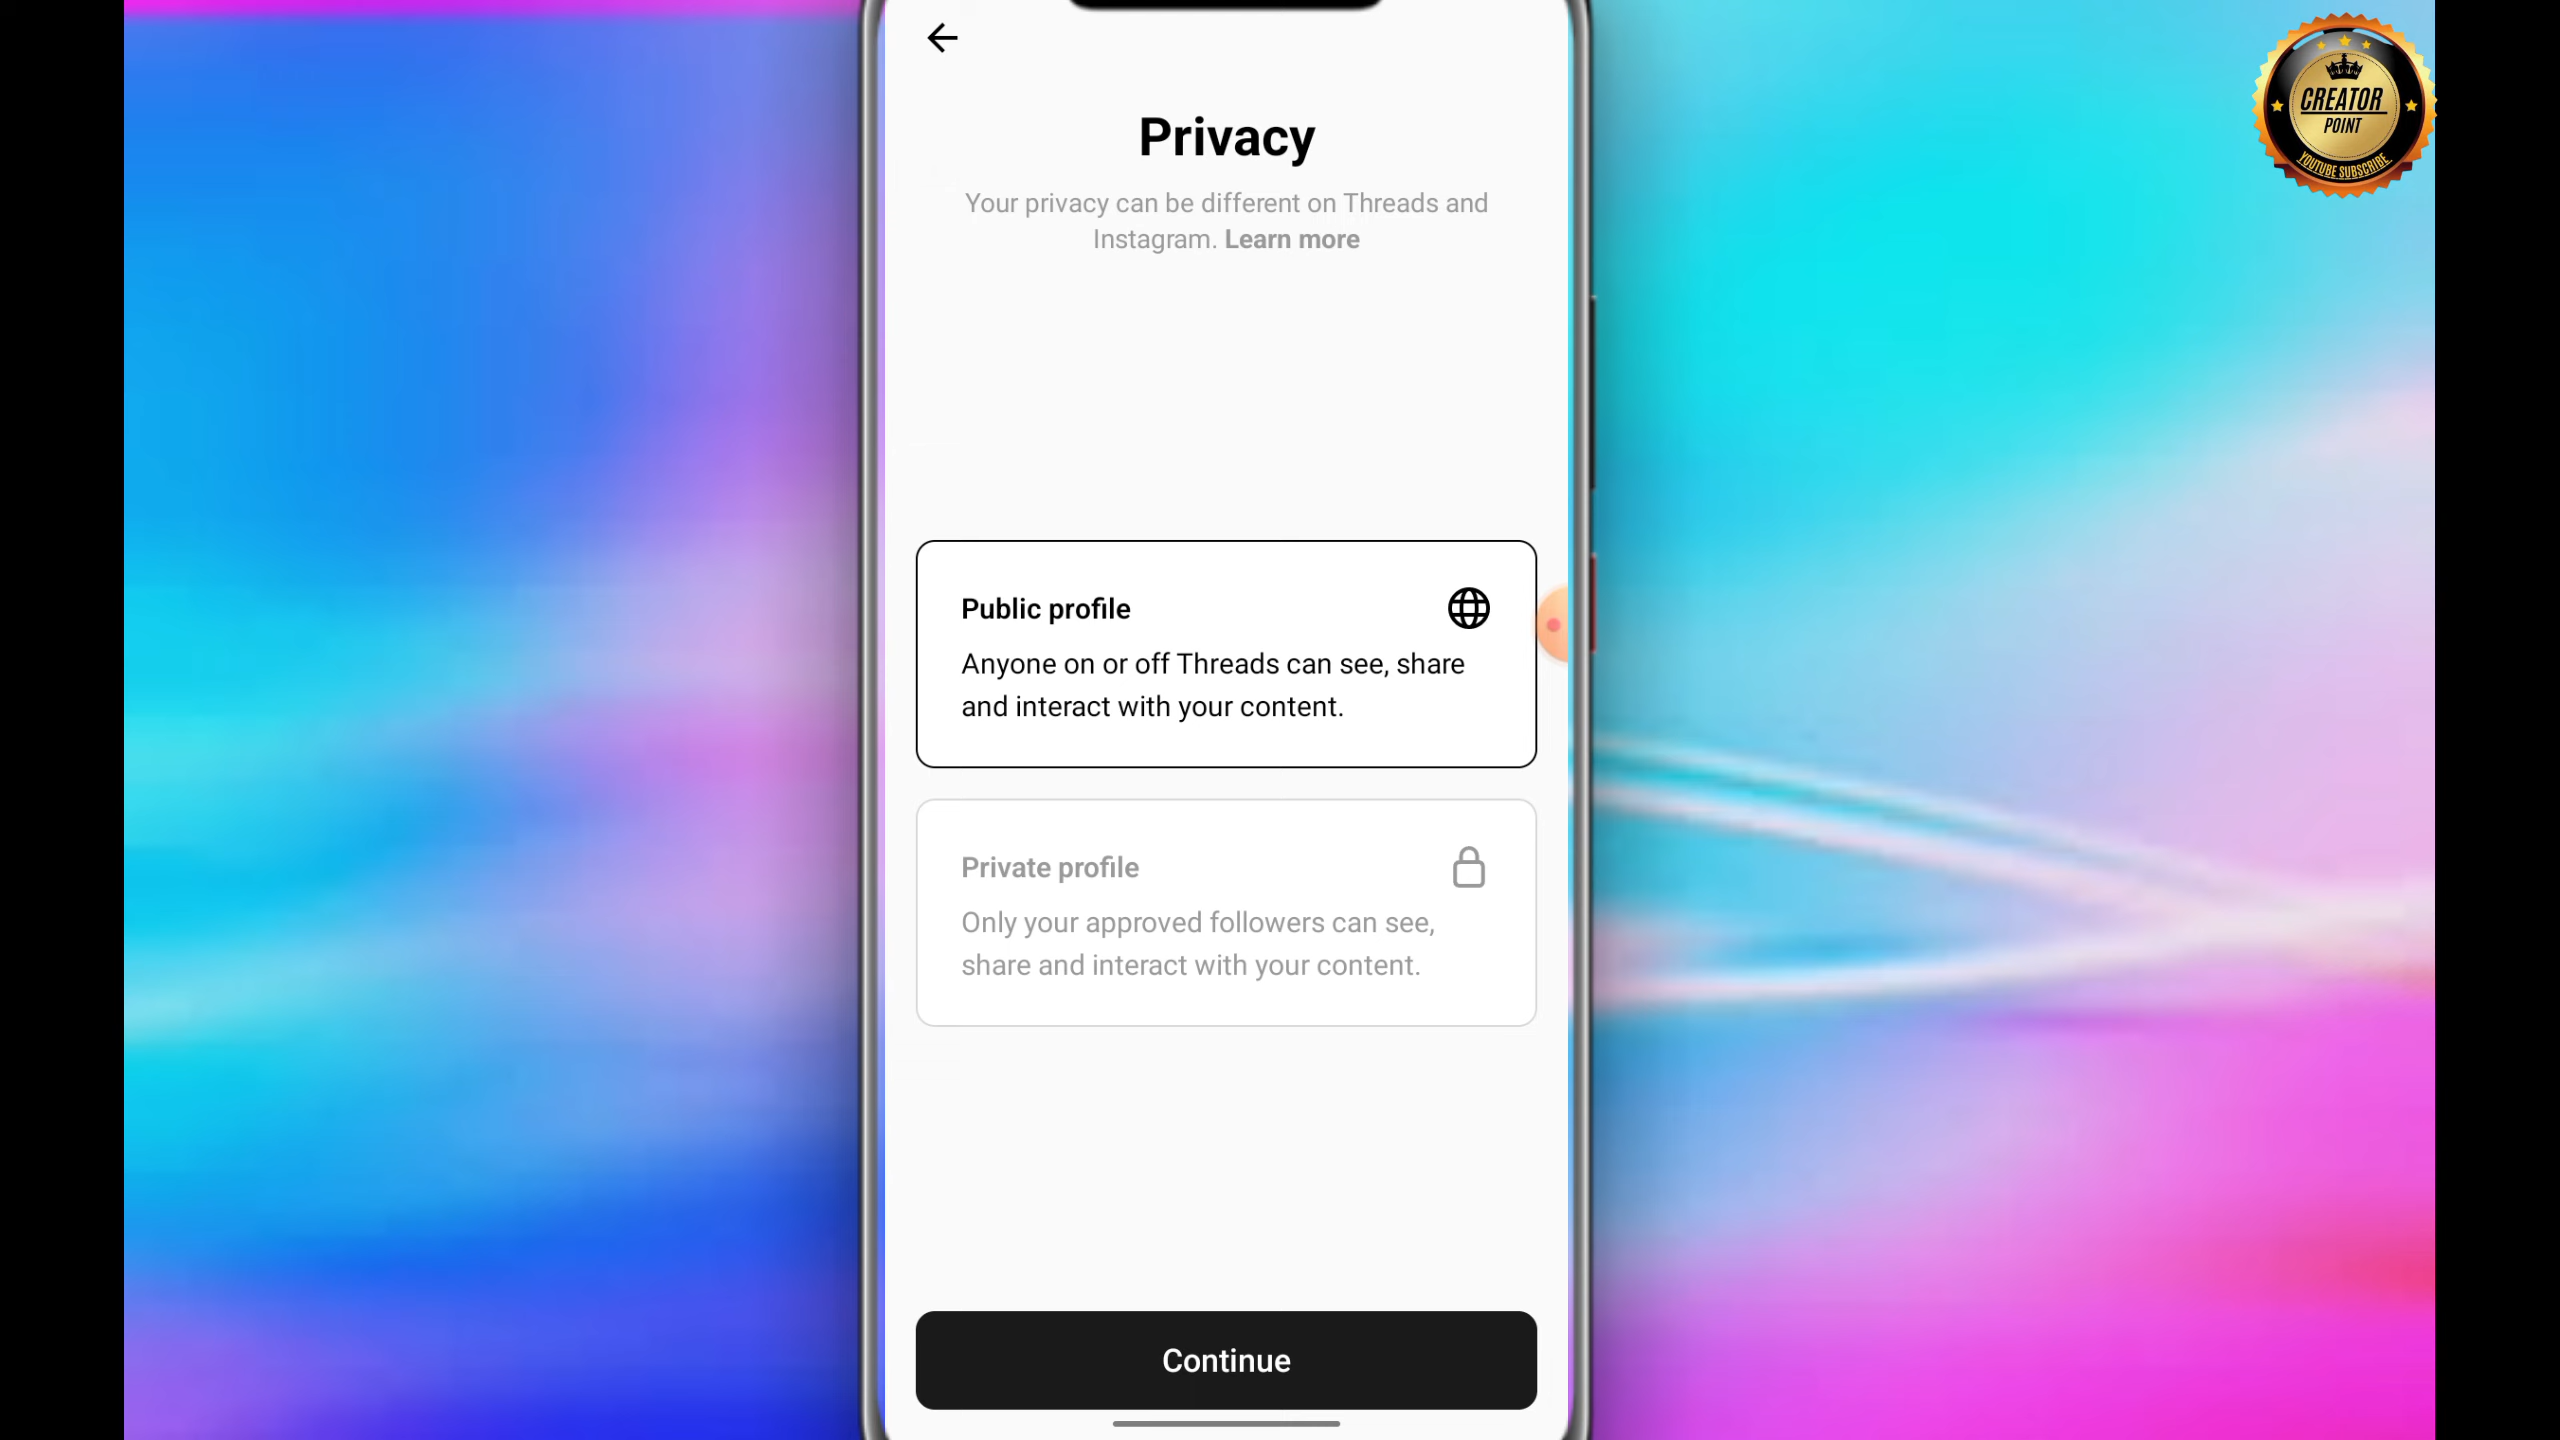 CREATOR
POINT
YOUTUBE SUBSCRIBE
Privacy
Your privacy can be different on Threads and
Instagram. Learn more
Public profile
Anyone on or off Threads can see, share
and interact with your content.
Private profile
Only your approved followers can see,
share and interact with your content.
Continue